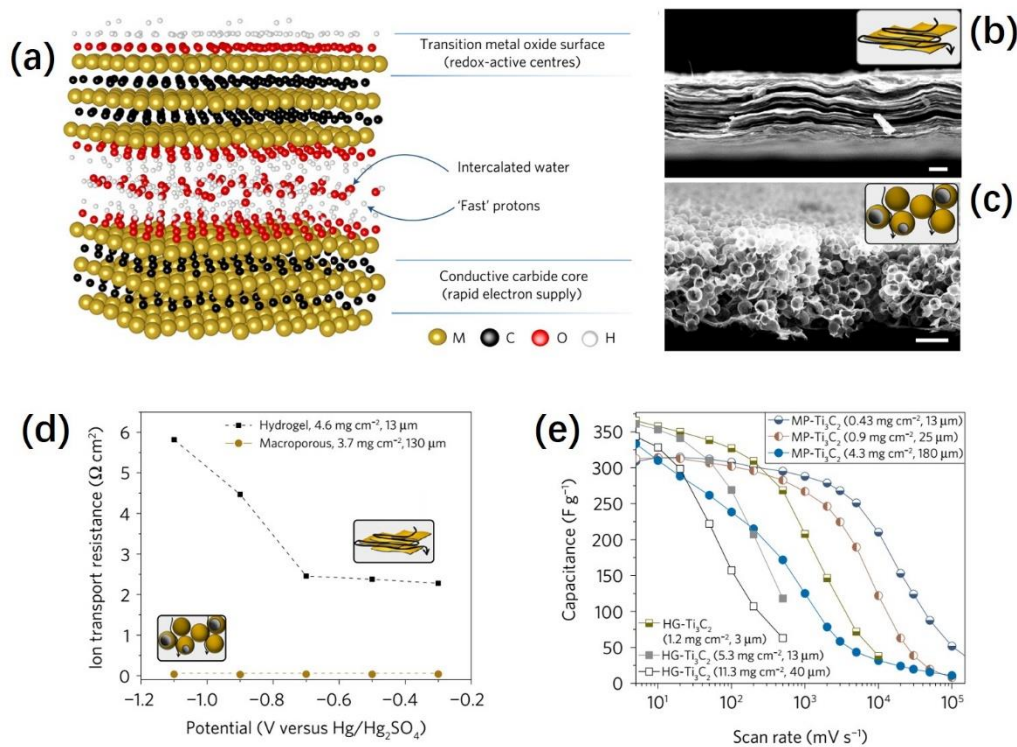 (a)
Transition metal oxide surface
(redox-active centres)
Intercalated water
'Fast' protons
Conductive carbide core
(rapid electron supply)
M C O H
(b)
(c)
(d)
Hydrogel, 4.6 mg cm⁻², 13 μm
Macroporous, 3.7 mg cm⁻², 130 μm
Ion transport resistance (Ω cm²)
6
5
4
3
2
1
0
−1.2 −1.0 −0.8 −0.6 −0.4 −0.2
Potential (V versus Hg/Hg₂SO₄)
(e)
MP-Ti₃C₂ (0.43 mg cm⁻², 13 μm)
MP-Ti₃C₂ (0.9 mg cm⁻², 25 μm)
MP-Ti₃C₂ (4.3 mg cm⁻², 180 μm)
Capacitance (F g⁻¹)
350
300
250
200
150
100
50
0
HG-Ti₃C₂
(1.2 mg cm⁻², 3 μm)
HG-Ti₃C₂ (5.3 mg cm⁻², 13 μm)
HG-Ti₃C₂ (11.3 mg cm⁻², 40 μm)
10¹ 10² 10³ 10⁴ 10⁵
Scan rate (mV s⁻¹)